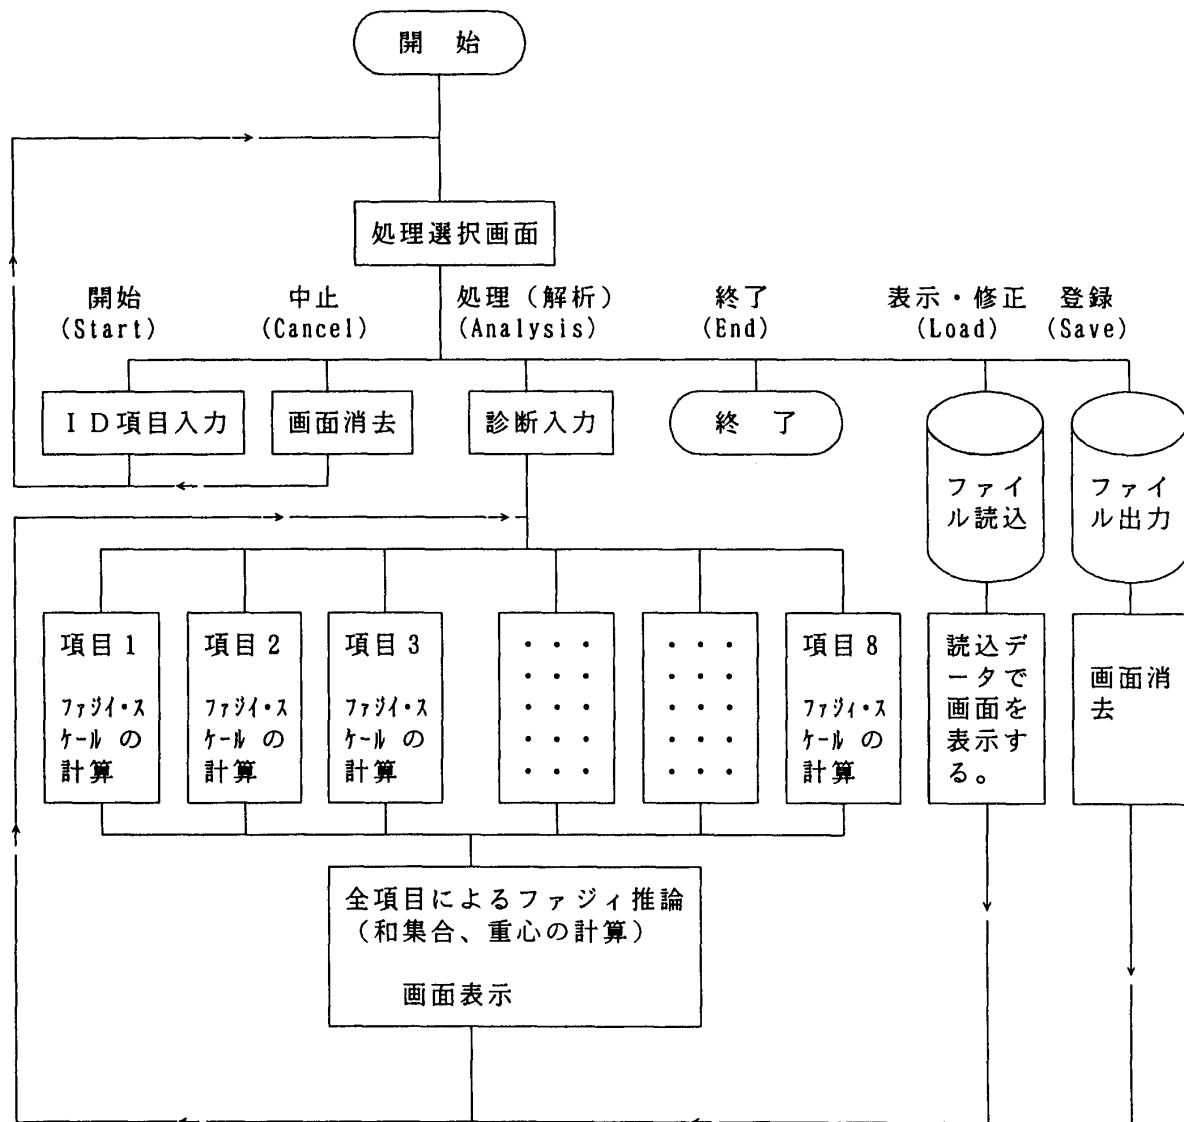 開 始
処理選択画面
開始
(Start)
中止
(Cancel)
処理（解析）
(Analysis)
終了
(End)
表示・修正
(Load)
登録
(Save)
ＩＤ項目入力
画面消去
診断入力
終 了
ファイ
ル読込
ファイ
ル出力
項目1
ﾌｧｼﾞｲ・ｽ
ｹｰﾙ の
計算
項目2
ﾌｧｼﾞｲ・ｽ
ｹｰﾙ の
計算
項目3
ﾌｧｼﾞｲ・ｽ
ｹｰﾙ の
計算
・・・
・・・
・・・
・・・
・・・
・・・
・・・
・・・
・・・
・・・
項目8
ﾌｧｼﾞｨ・ｽ
ｹｰﾙ の
計算
読込デ
ータで
画面を
表示す
る。
画面消
去
全項目によるファジィ推論
（和集合、重心の計算）
画面表示